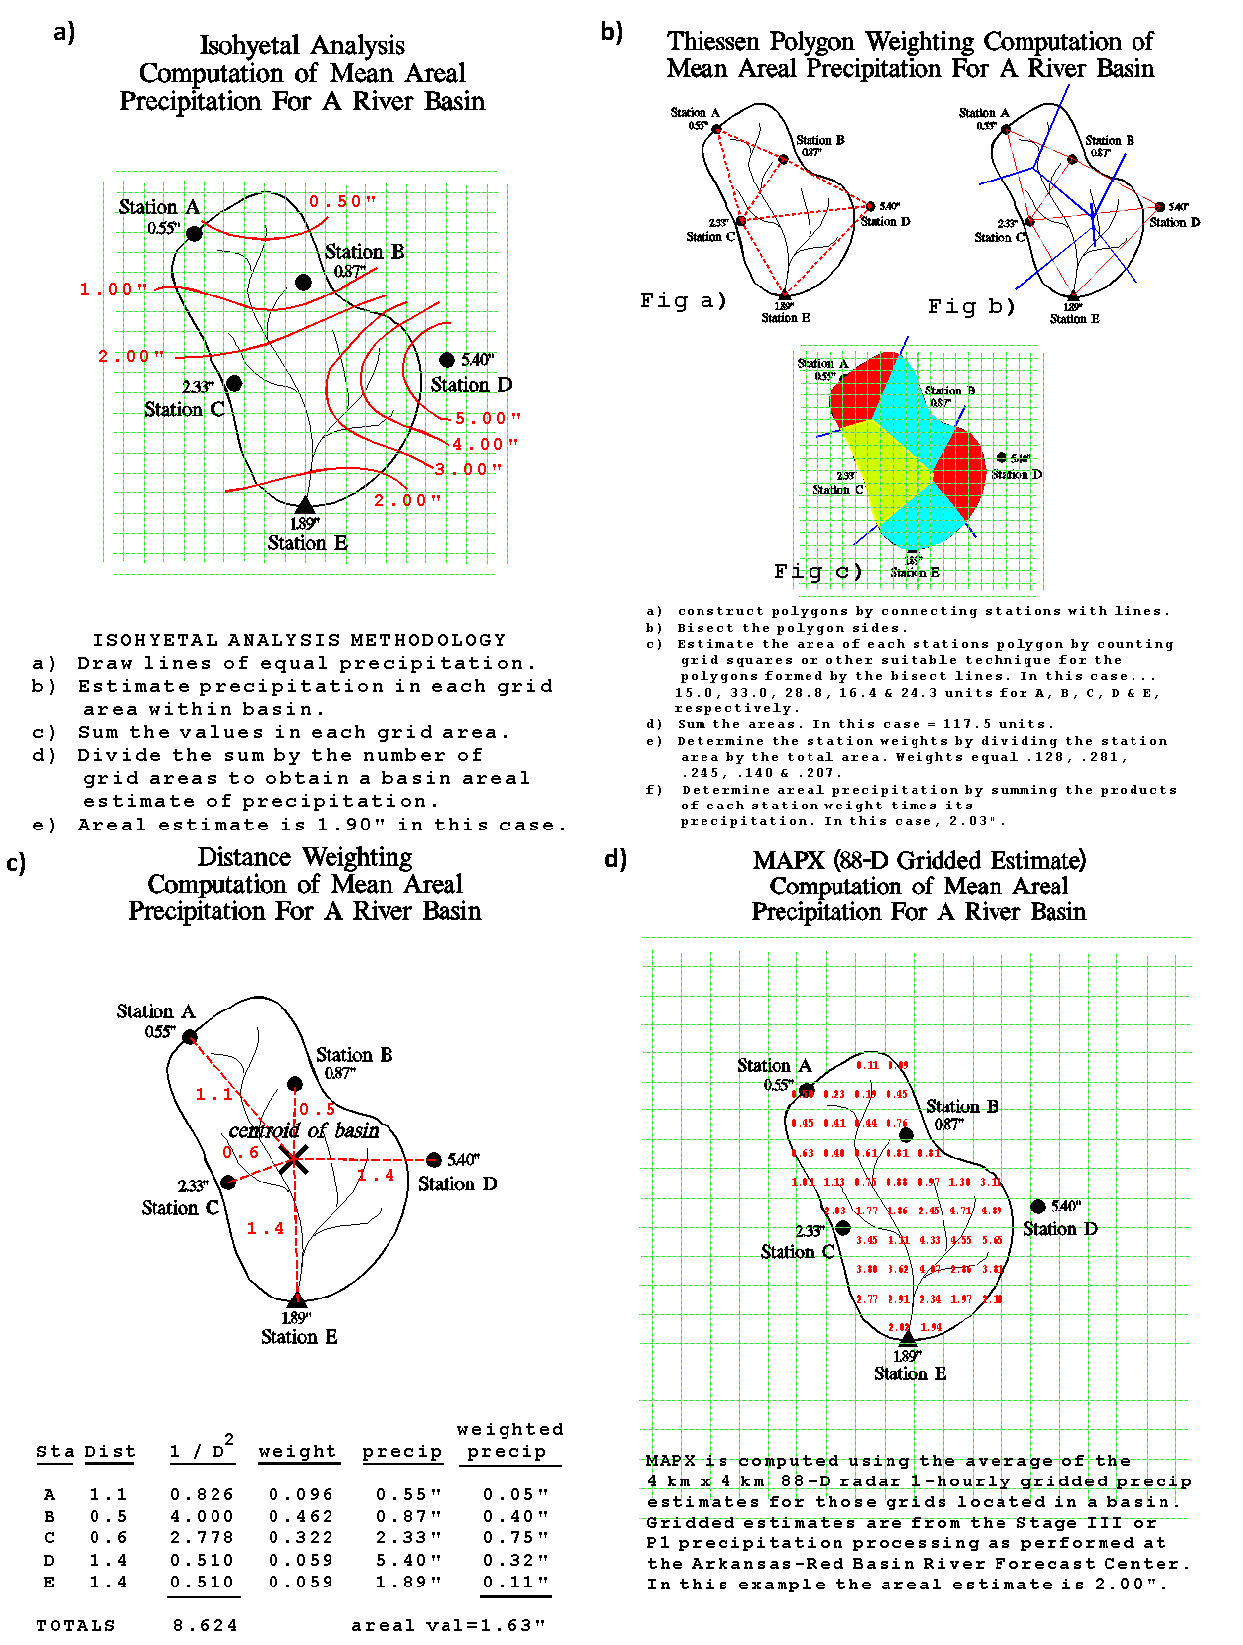 a)
Isohyetal Analysis
Computation of Mean Areal
Precipitation For A River Basin
0.50"
Station A
0.55"
Station B
0.87"
1.00"
2.00"
5.40"
Station D
2.33"
Station C
5.00"
4.00"
3.00"
2.00"
1.89"
Station E
ISOHYETAL ANALYSIS METHODOLOGY
a) Draw lines of equal precipitation.
b) Estimate precipitation in each grid
area within basin.
c) Sum the values in each grid area.
d) Divide the sum by the number of
grid areas to obtain a basin areal
estimate of precipitation.
e) Areal estimate is 1.90" in this case.
b)
Thiessen Polygon Weighting Computation of
Mean Areal Precipitation For A River Basin
Station A
0.55"
Station B
0.87"
5.40"
Station D
2.33"
Station C
1.89"
Station E
Fig a)
Station A
0.55"
Station B
0.87"
5.40"
Station D
2.33"
Station C
1.89"
Station E
Fig b)
Station A
0.55"
Station B
0.87"
5.40"
Station D
2.33"
Station C
1.89"
Station E
Fig c)
a) construct polygons by connecting stations with lines.
b) Bisect the polygon sides.
c) Estimate the area of each stations polygon by counting
grid squares or other suitable technique for the
polygons formed by the bisect lines. In this case...
15.0, 33.0, 28.8, 16.4 & 24.3 units for A, B, C, D & E,
respectively.
d) Sum the areas. In this case = 117.5 units.
e) Determine the station weights by dividing the station
area by the total area. Weights equal .128, .281,
.245, .140 & .207.
f) Determine areal precipitation by summing the products
of each station weight times its
precipitation. In this case, 2.03".
c)
Distance Weighting
Computation of Mean Areal
Precipitation For A River Basin
Station A
0.55"
Station B
0.87"
1.1
0.5
centroid of basin
0.6
1.4
5.40"
Station D
2.33"
Station C
1.4
1.89"
Station E
weighted
Sta Dist 1 / D2 weight precip precip
A 1.1 0.826 0.096 0.55" 0.05"
B 0.5 4.000 0.462 0.87" 0.40"
C 0.6 2.778 0.322 2.33" 0.75"
D 1.4 0.510 0.059 5.40" 0.32"
E 1.4 0.510 0.059 1.89" 0.11"
TOTALS 8.624 areal val=1.63"
d)
MAPX (88-D Gridded Estimate)
Computation of Mean Areal
Precipitation For A River Basin
Station A
0.55"
Station B
0.87"
5.40"
Station D
2.33"
Station C
1.89"
Station E
0.11 0.09
0.23 0.19 0.45
0.45 0.41 0.44 0.76
0.63 0.40 0.61 0.81 0.81
1.01 1.13 0.75 0.88 0.97 1.30 3.11
2.03 1.77 1.86 2.45 4.71 4.89
3.45 1.11 4.33 4.55 5.65
3.80 3.62 4.07 2.86 3.81
2.77 2.91 2.34 1.97
2.02 1.94
MAPX is computed using the average of the
4 km x 4 km 88-D radar 1-hourly gridded precip
estimates for those grids located in a basin.
Gridded estimates are from the Stage III or
P1 precipitation processing as performed at
the Arkansas-Red Basin River Forecast Center.
In this example the areal estimate is 2.00".